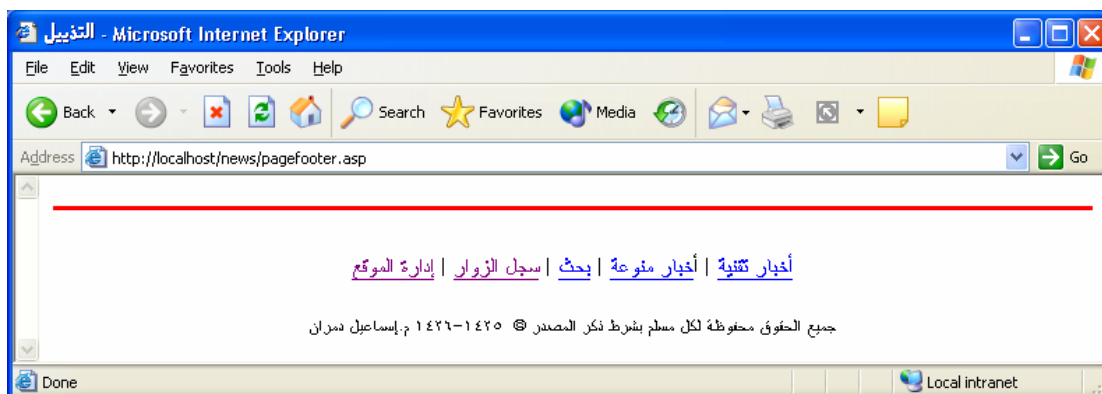 التذييل - Microsoft Internet Explorer
File Edit View Favorites Tools Help
Back Search Favorites Media
Address http://localhost/news/pagefooter.asp Go
أخبار تقنية | أخبار منوعة | بحث | سجل الزوار | إدارة الموقع
جميع الحقوق محفوظة لكل مسلم بشرط ذكر المصدر © ١٤٢٥-١٤٢٦ م.إسماعيل دمران
Done Local intranet